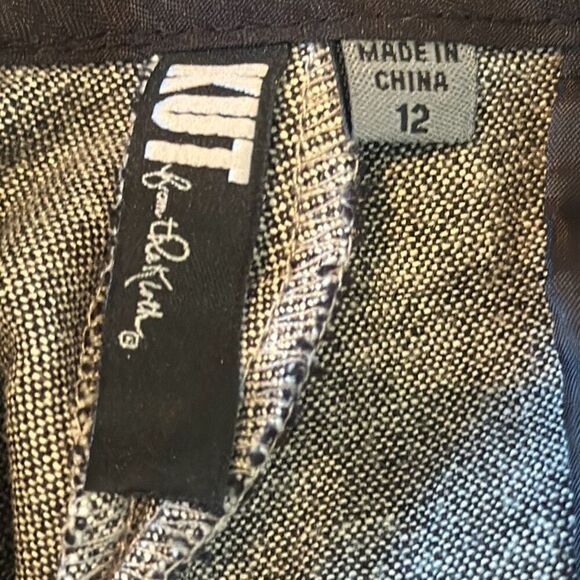 KUT
from the Kloth
MADE IN
CHINA
12